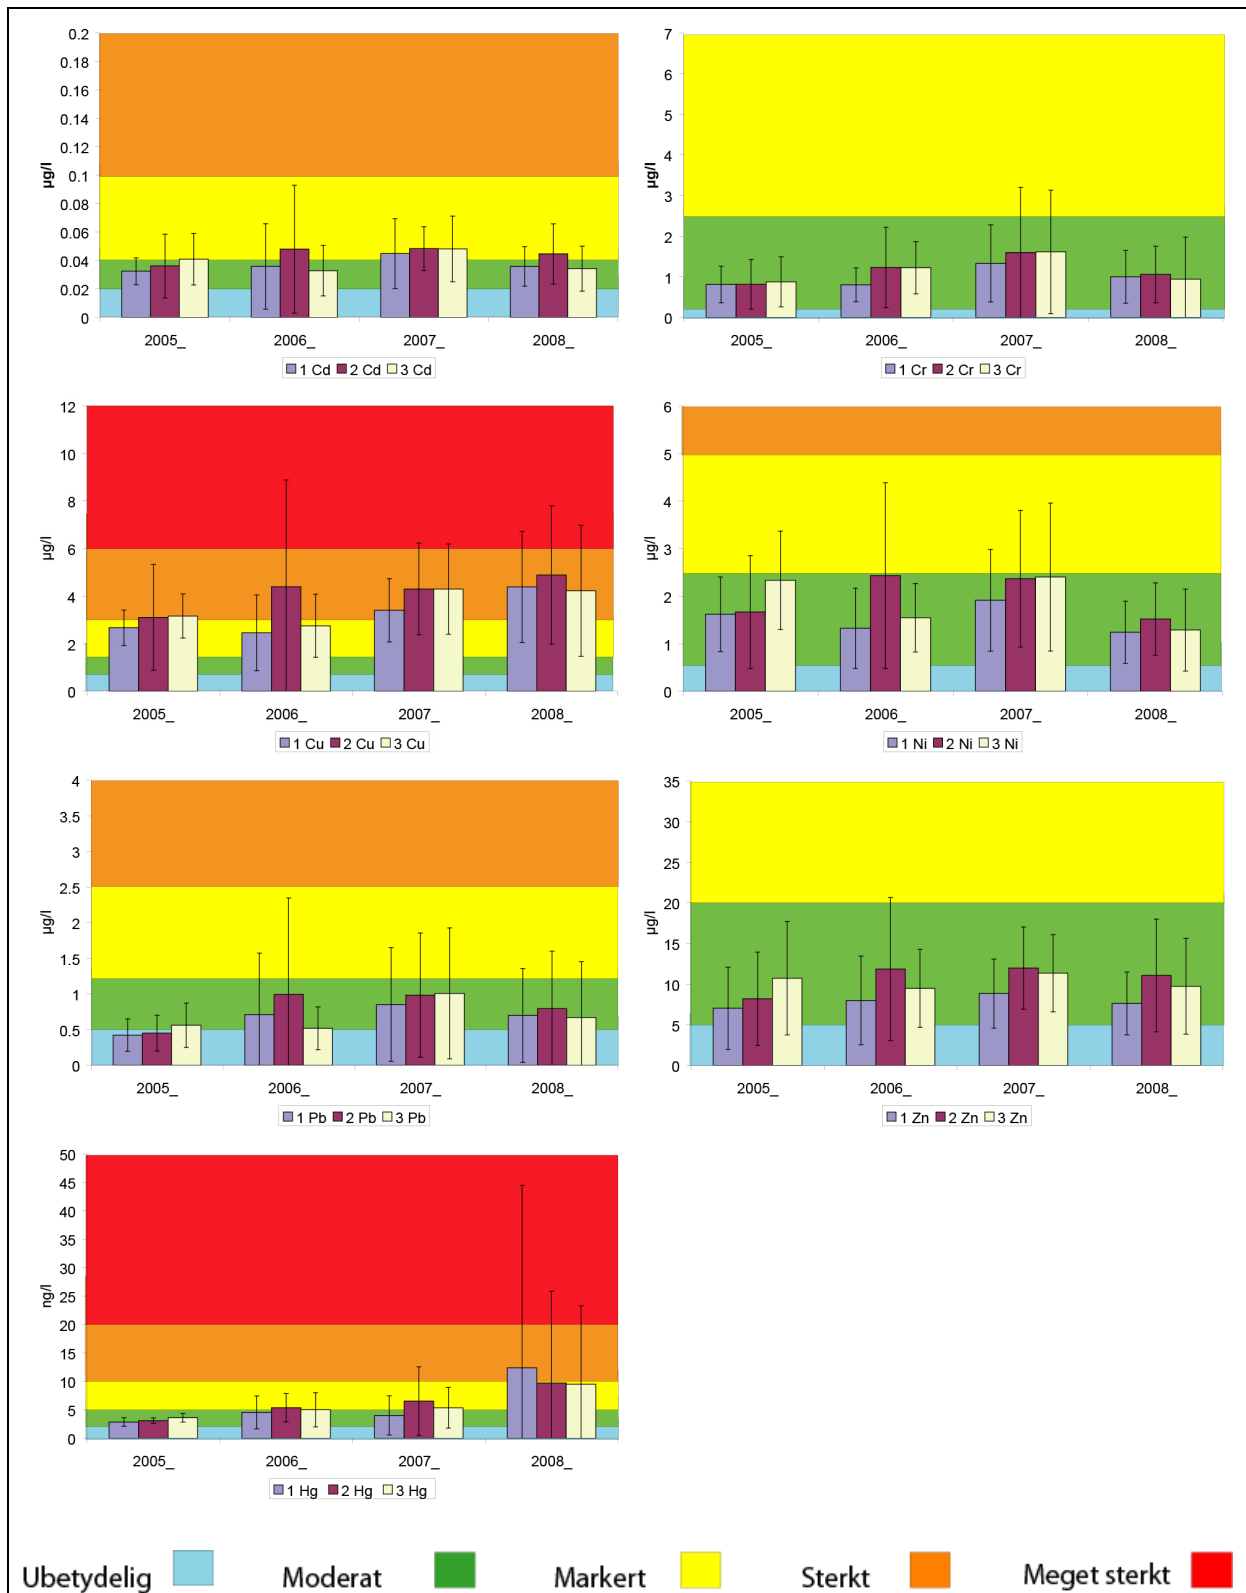 0.2
0.18
0.16
0.14
0.12
0.1
0.08
0.06
0.04
0.02
0
µg/l
2005_ 2006_ 2007_ 2008_
1 Cd 2 Cd 3 Cd
7
6
5
4
3
2
1
0
µg/l
2005_ 2006_ 2007_ 2008_
1 Cr 2 Cr 3 Cr
12
10
8
6
4
2
0
µg/l
2005_ 2006_ 2007_ 2008_
1 Cu 2 Cu 3 Cu
6
5
4
3
2
1
0
µg/l
2005_ 2006_ 2007_ 2008_
1 Ni 2 Ni 3 Ni
4
3.5
3
2.5
2
1.5
1
0.5
0
µg/l
2005_ 2006_ 2007_ 2008_
1 Pb 2 Pb 3 Pb
35
30
25
20
15
10
5
0
µg/l
2005_ 2006_ 2007_ 2008_
1 Zn 2 Zn 3 Zn
50
45
40
35
30
25
20
15
10
5
0
ng/l
2005_ 2006_ 2007_ 2008_
1 Hg 2 Hg 3 Hg
Ubetydelig Moderat Markert Sterkt Meget sterkt